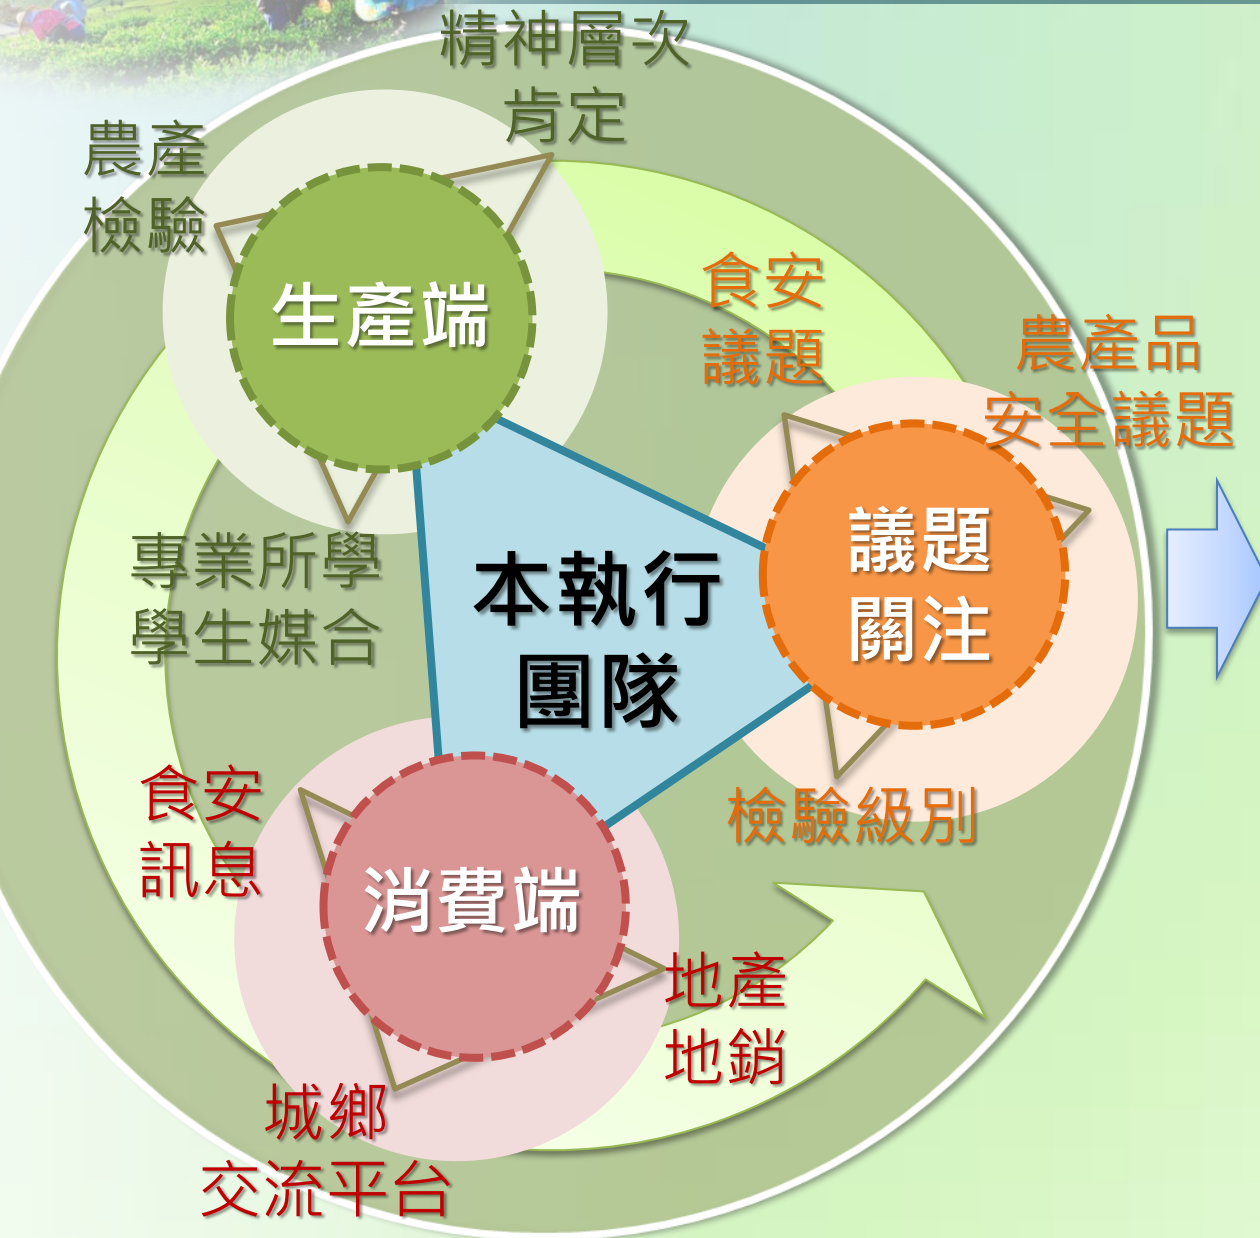 精神層次
肯定
農產
檢驗
生產端
專業所學
學生媒合
食安
議題
農產品
安全議題
議題
關注
檢驗級別
本執行
團隊
食安
訊息
消費端
地產
地銷
城鄉
交流平台